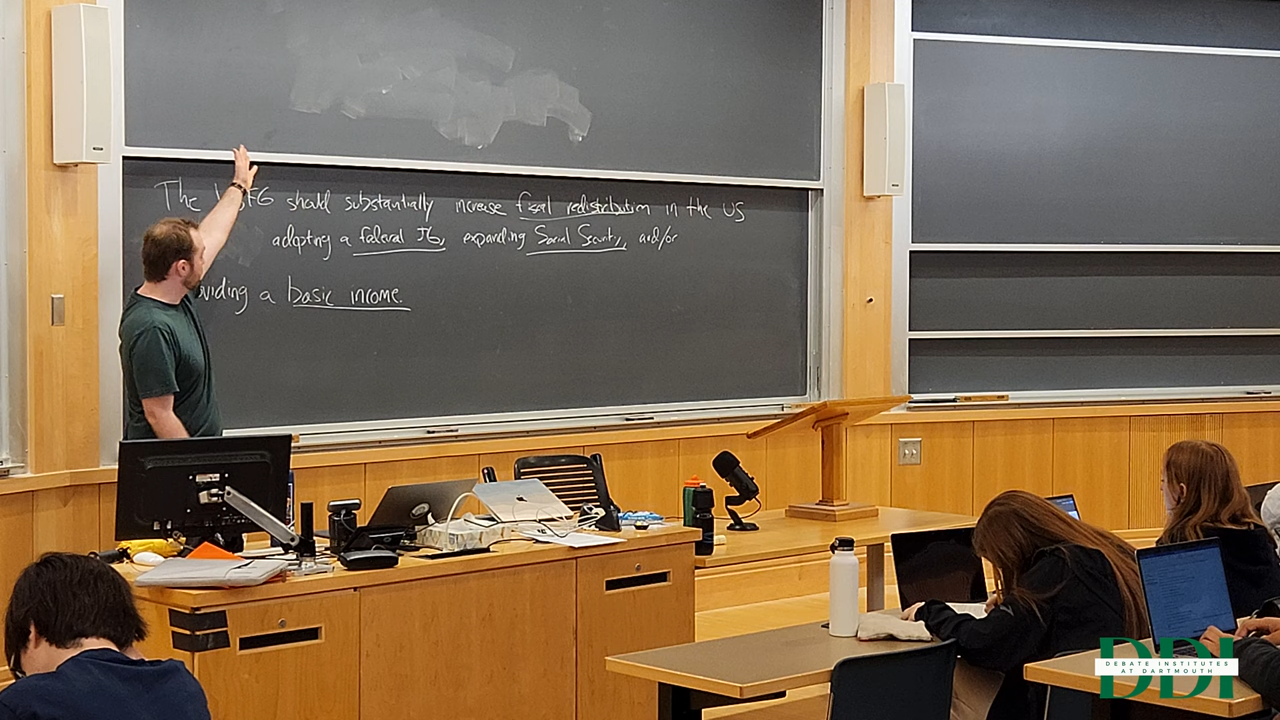 The USFG should substantially increase fiscal redistribution in the US
adopting a federal JG, expanding Social Security, and/or
viding a basic income.
DDI
DEBATE INSTITUTES
AT DARTMOUTH